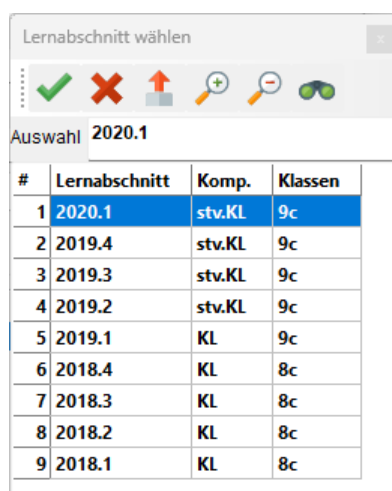 Lernabschnitt wählen
x
Auswahl 2020.1
# Lernabschnitt Komp. Klassen
1 2020.1 stv.KL 9c
2 2019.4 stv.KL 9c
3 2019.3 stv.KL 9c
4 2019.2 stv.KL 9c
5 2019.1 KL 9c
6 2018.4 KL 8c
7 2018.3 KL 8c
8 2018.2 KL 8c
9 2018.1 KL 8c